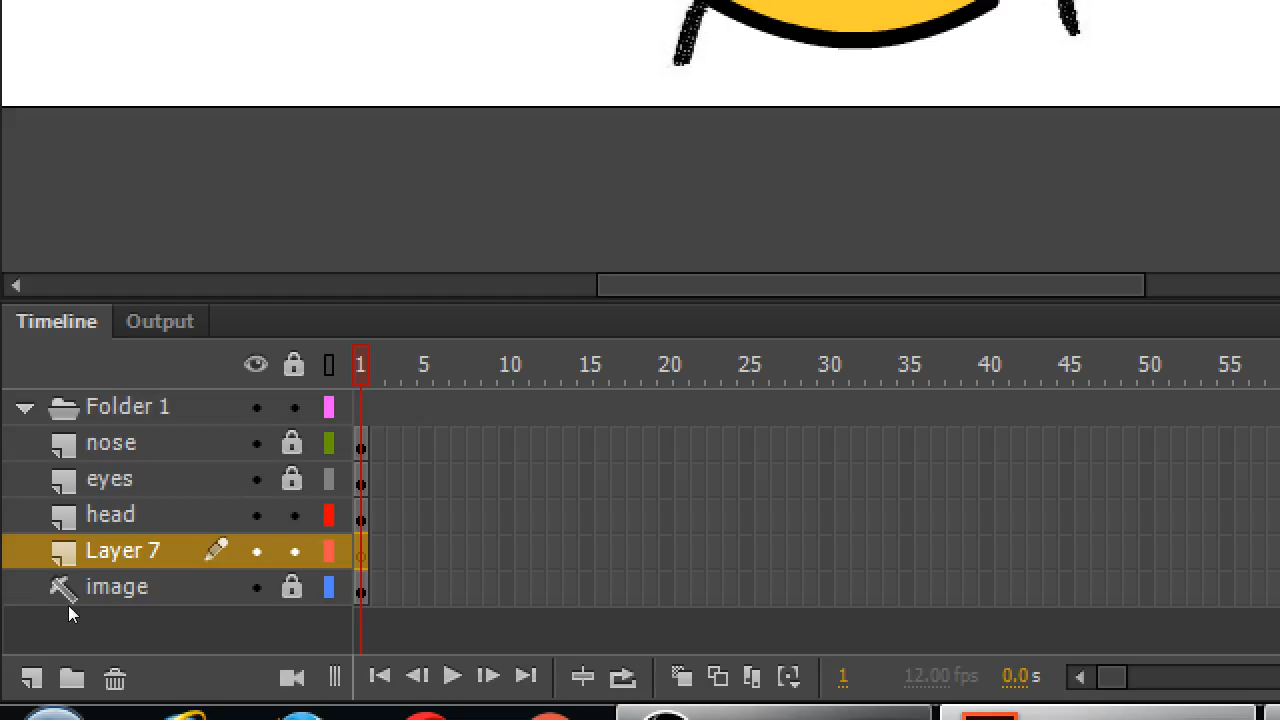 Timeline Output
1 5 10 15 20 25 30 35 40 45 50 55
Folder 1
nose
eyes
head
Layer 7
image
1 12.00 fps 0.0 s